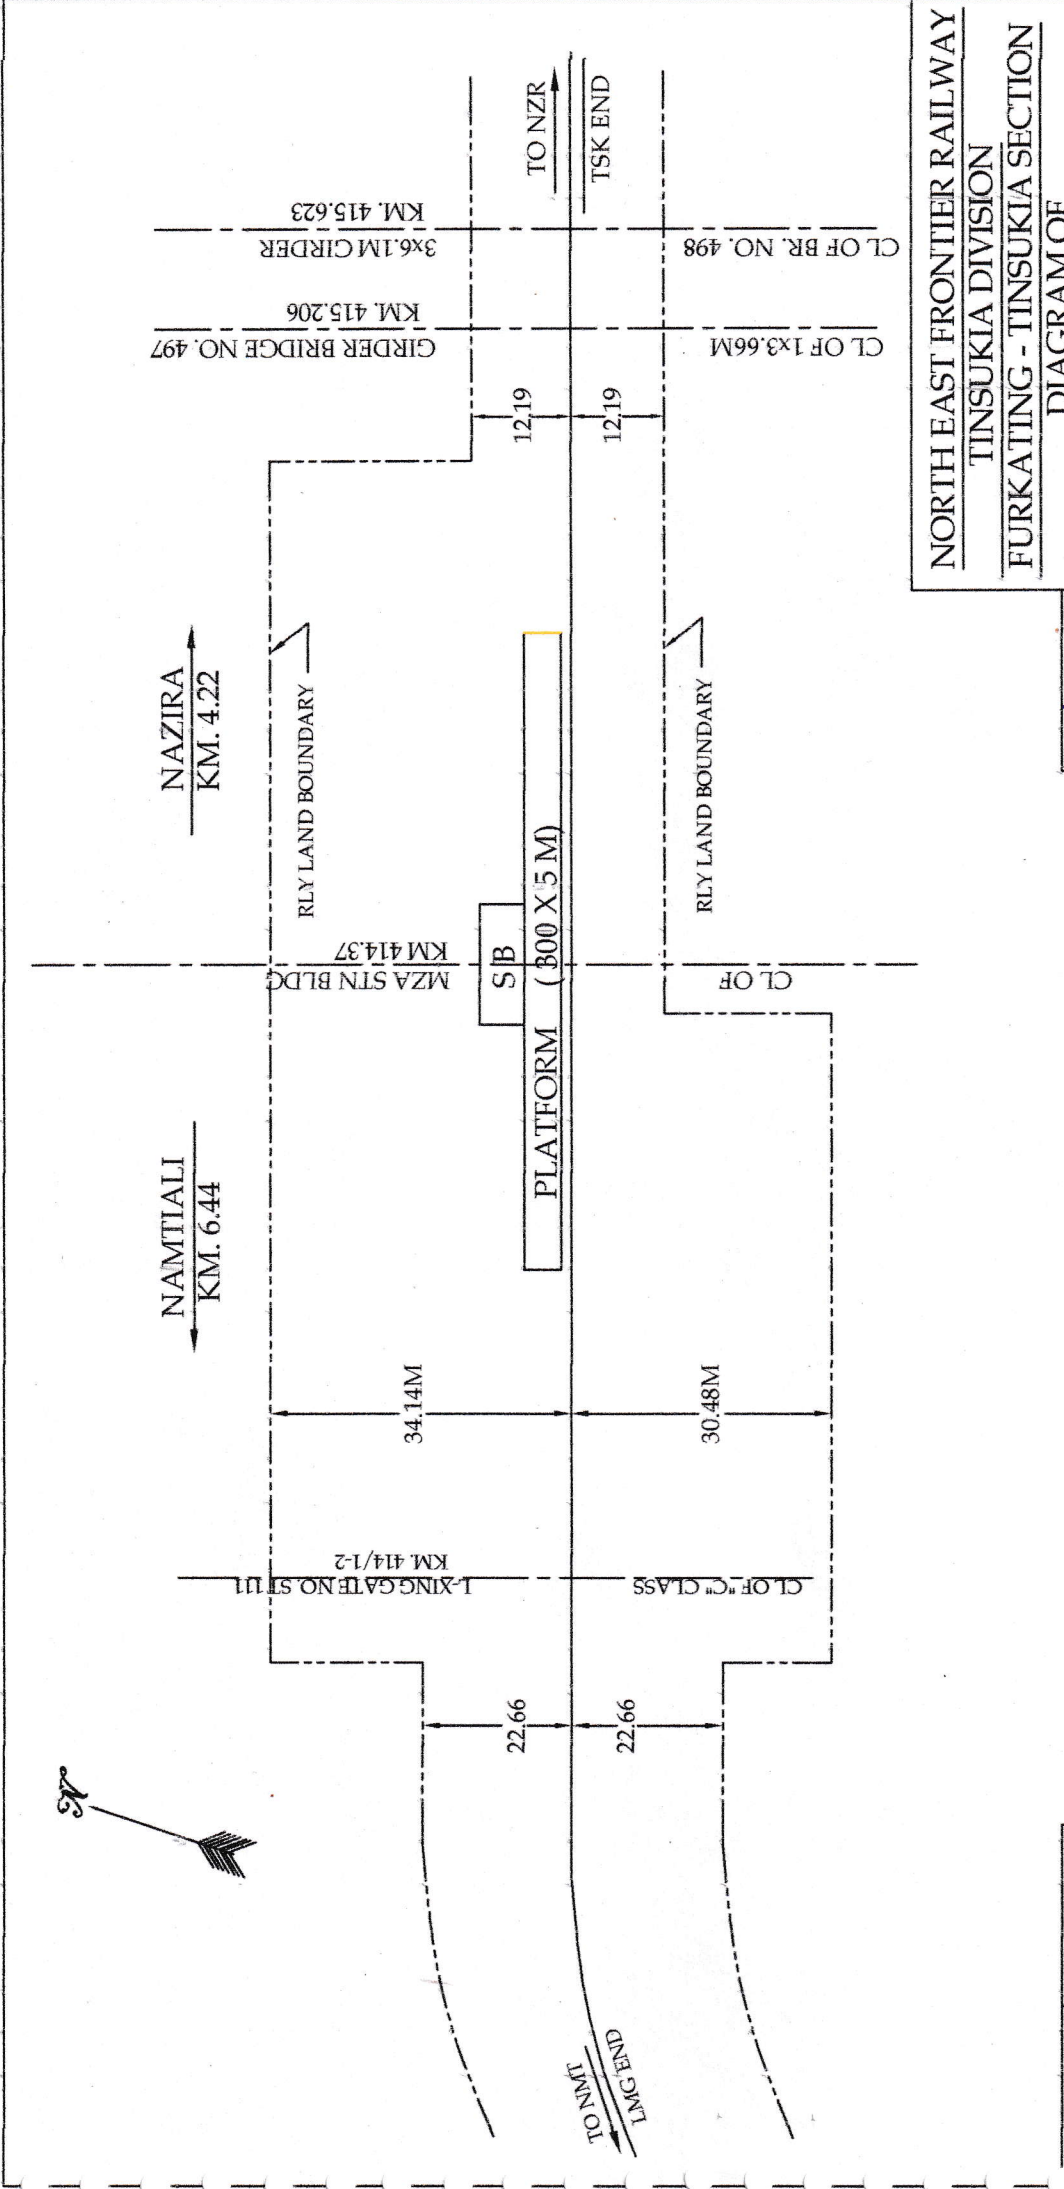 N
NAMTIALI
KM. 6.44
NAZIRA
KM. 4.22
RLY LAND BOUNDARY
L-XING GATE NO. ST 111
KM. 414/1-2
CL OF "C" CLASS
MZA STN BLDG
KM 414.37
CL OF
GIRDER BRIDGE NO. 497
KM. 415.206
CL OF 1x3.66M
3x6.1M GIRDER
KM. 415.623
CL OF BR. NO. 498
22.66
22.66
34.14M
30.48M
12.19
12.19
S B
PLATFORM ( 300 X 5 M)
TO NMT
LMG END
TO NZR
TSK END
RLY LAND BOUNDARY
NORTH EAST FRONTIER RAILWAY
TINSUKIA DIVISION
FURKATING - TINSUKIA SECTION
DIAGRAM OF